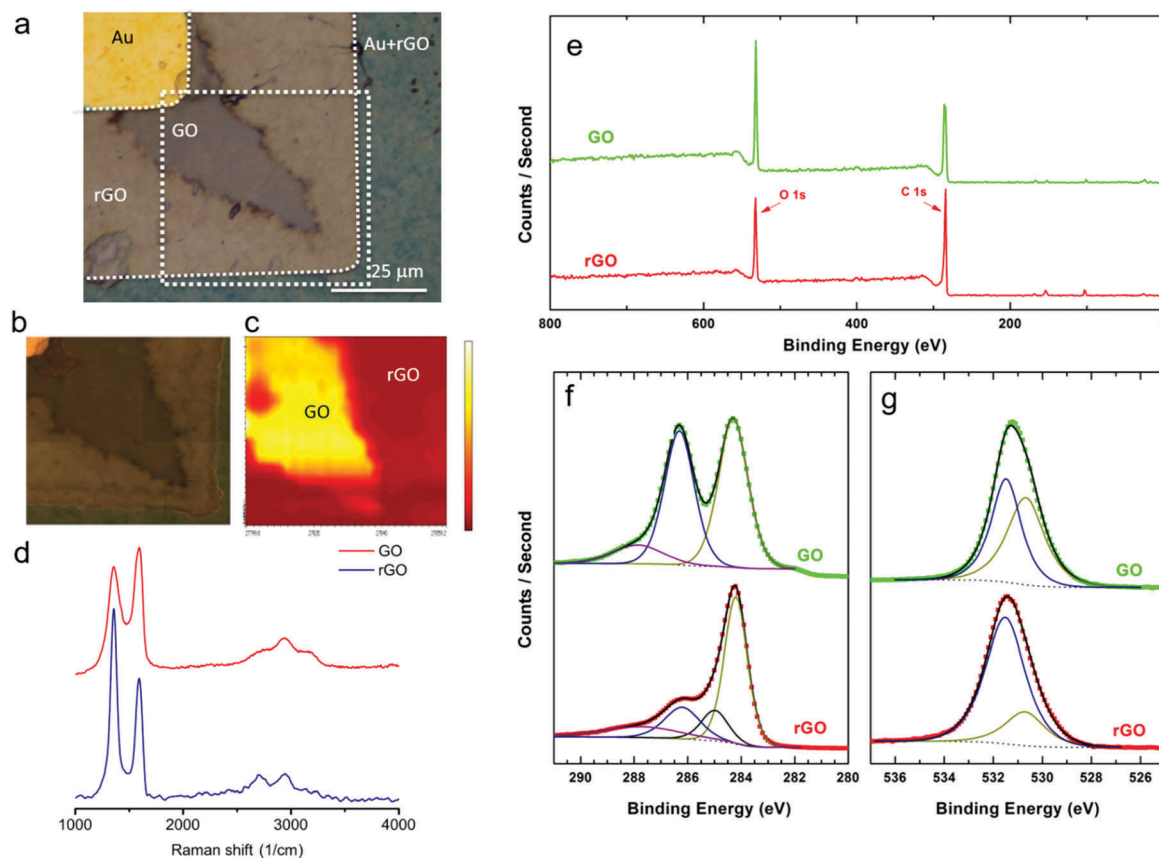 a
Au
Au+rGO
GO
rGO
25 µm
b
c
rGO
GO
d
GO
rGO
1000
2000
3000
4000
Raman shift (1/cm)
e
Counts / Second
GO
O 1s
C 1s
rGO
800
600
400
200
Binding Energy (eV)
f
g
Counts / Second
GO
GO
rGO
rGO
290
288
286
284
282
280
536
534
532
530
528
526
Binding Energy (eV)
Binding Energy (eV)